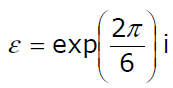 ε = exp(2π/6) i